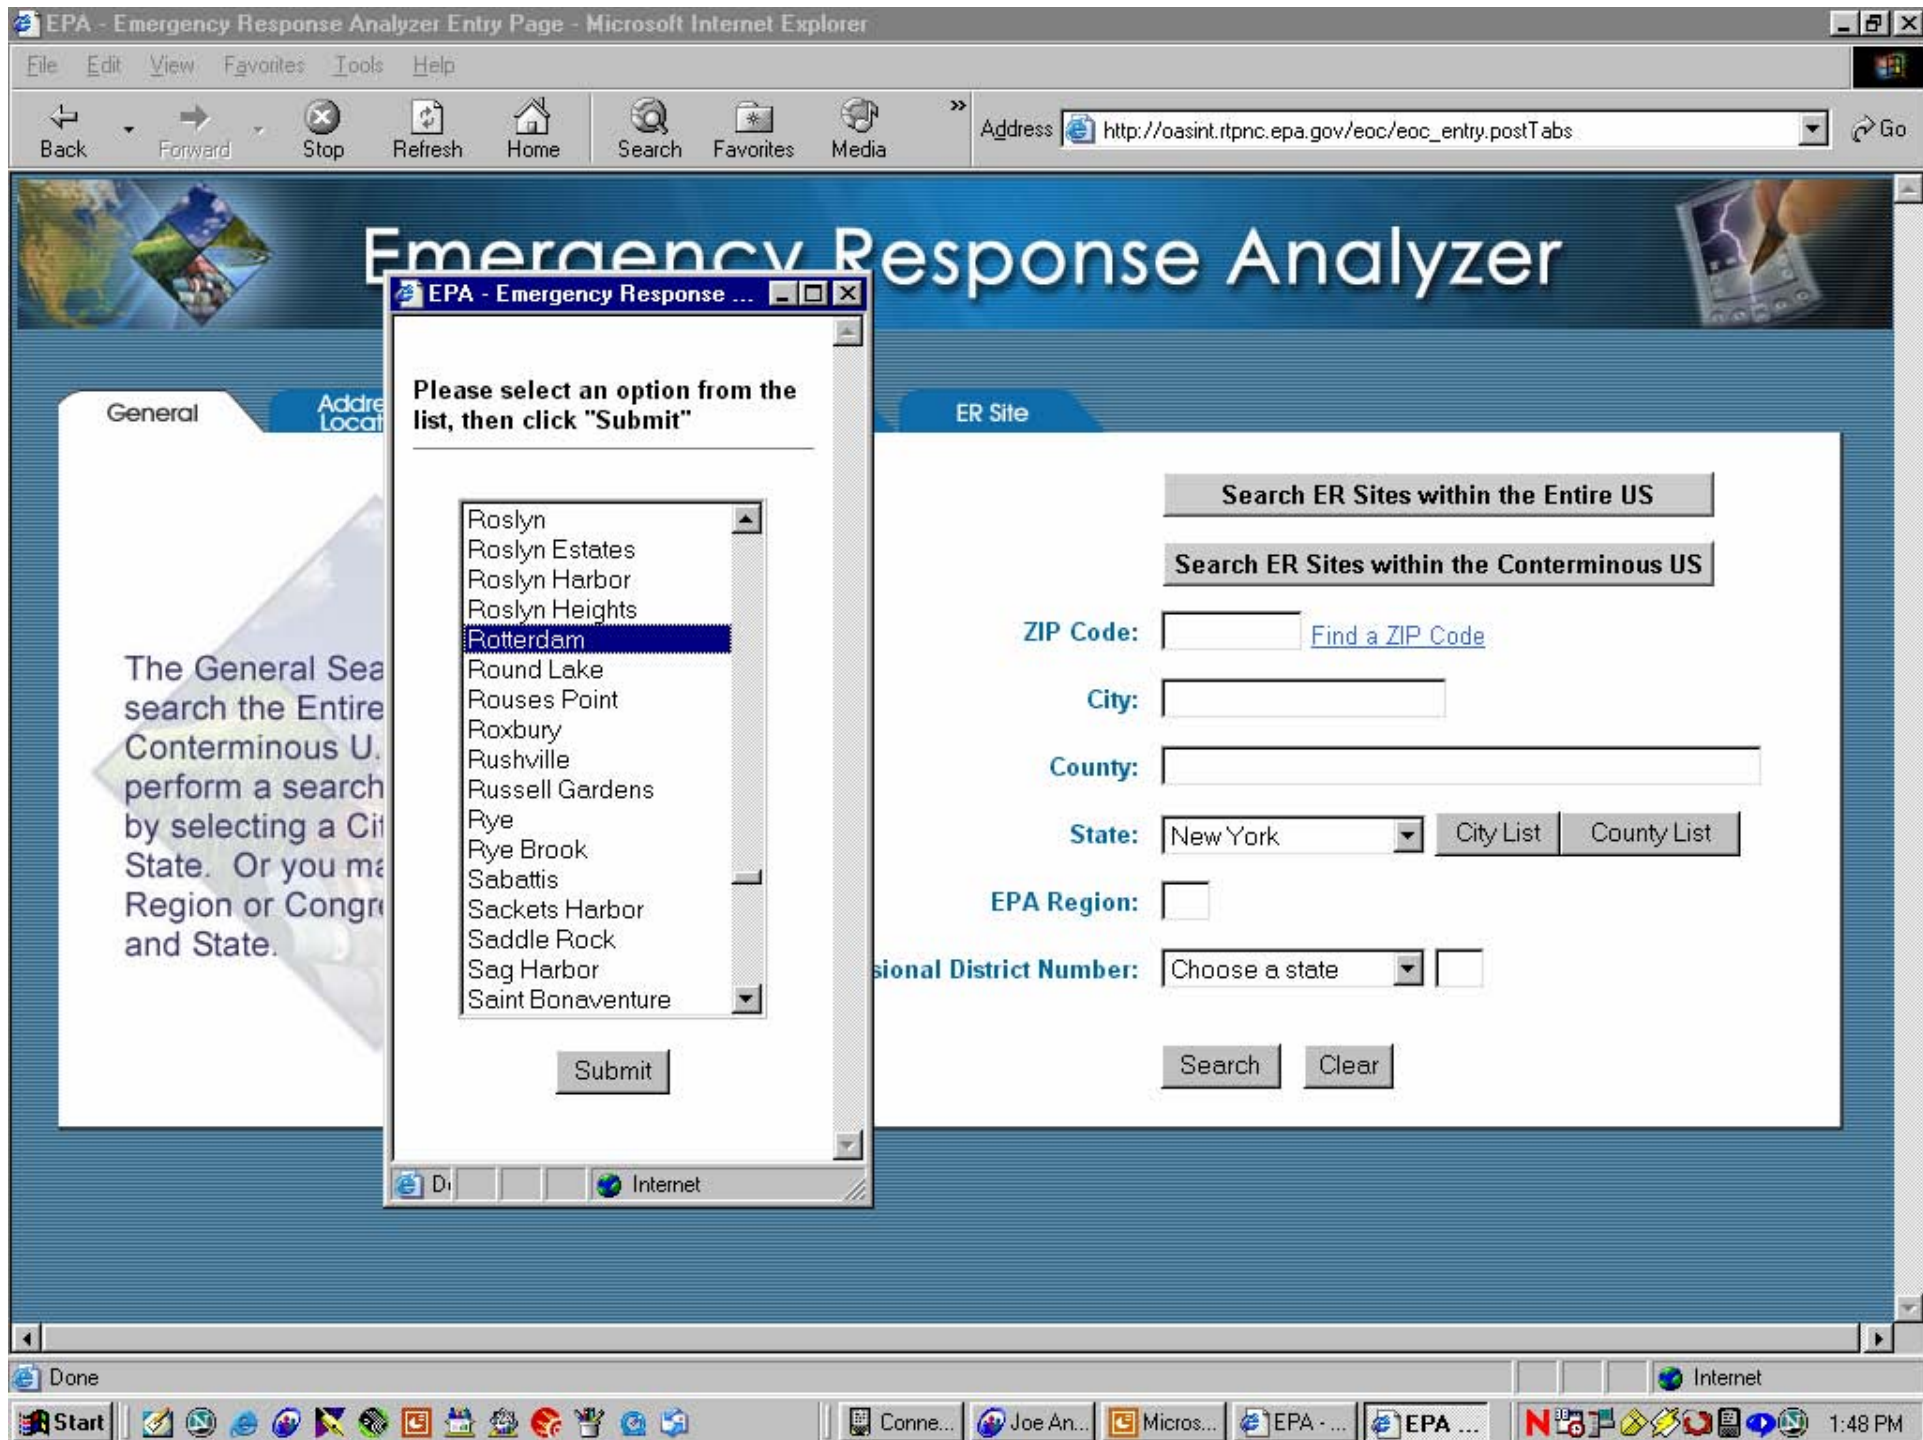 EPA - Emergency Response Analyzer Entry Page - Microsoft Internet Explorer
File Edit View Favorites Tools Help
Back Forward Stop Refresh Home Search Favorites Media » Address http://oasint.rtpnc.epa.gov/eoc/eoc_entry.postTabs Go
Emergency Response Analyzer
EPA - Emergency Response ...
Please select an option from the
list, then click "Submit"
General Addre
Locat
ER Site
Roslyn
Roslyn Estates
Roslyn Harbor
Roslyn Heights
Rotterdam
Round Lake
Rouses Point
Roxbury
Rushville
Russell Gardens
Rye
Rye Brook
Sabattis
Sackets Harbor
Saddle Rock
Sag Harbor
Saint Bonaventure
Submit
D
Internet
The General Sea
search the Entire
Conterminous U.
perform a search
by selecting a Cit
State. Or you ma
Region or Congre
and State.
Search ER Sites within the Entire US
Search ER Sites within the Conterminous US
ZIP Code: Find a ZIP Code
City:
County:
State: New York City List County List
EPA Region:
sional District Number: Choose a state
Search Clear
Done Internet
Start Conne... Joe An... Micros... EPA - ... EPA ... 1:48 PM